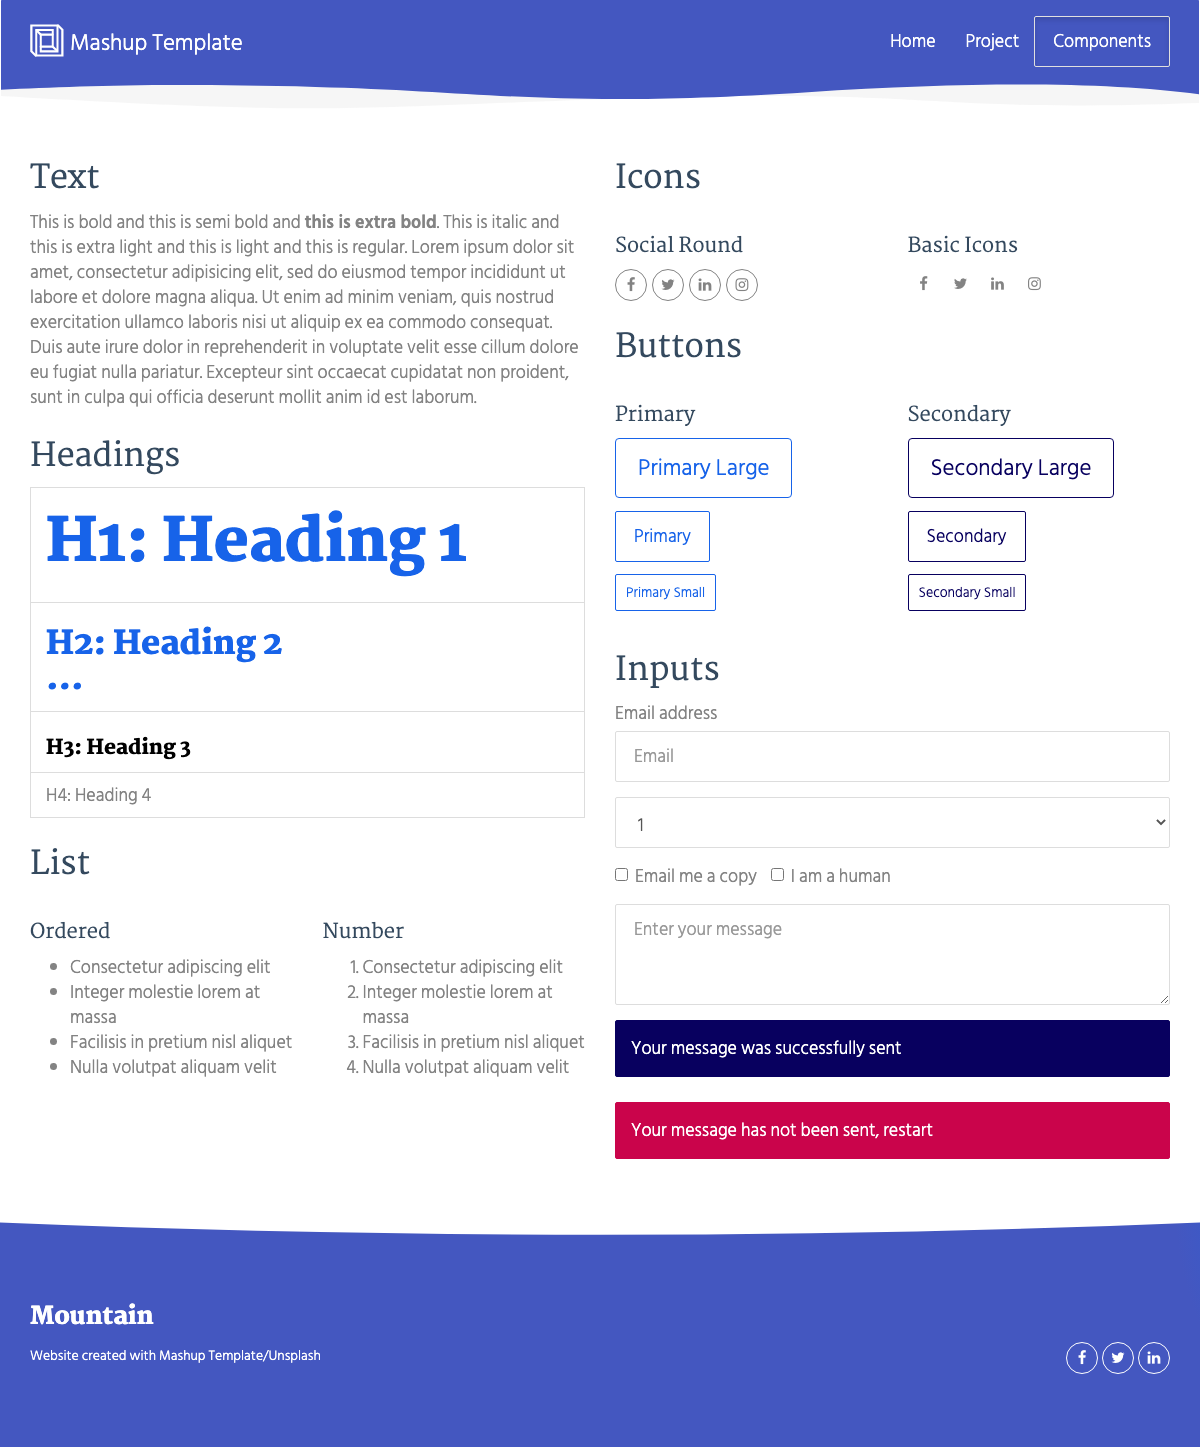 Mashup Template
Home Project Components
Text
This is bold and this is semi bold and this is extra bold. This is italic and
this is extra light and this is light and this is regular. Lorem ipsum dolor sit
amet, consectetur adipisicing elit, sed do eiusmod tempor incididunt ut
labore et dolore magna aliqua. Ut enim ad minim veniam, quis nostrud
exercitation ullamco laboris nisi ut aliquip ex ea commodo consequat.
Duis aute irure dolor in reprehenderit in voluptate velit esse cillum dolore
eu fugiat nulla pariatur. Excepteur sint occaecat cupidatat non proident,
sunt in culpa qui officia deserunt mollit anim id est laborum.
Headings
H1: Heading 1
H2: Heading 2
...
H3: Heading 3
H4: Heading 4
List
Ordered
Consectetur adipiscing elit
Integer molestie lorem at
massa
Facilisis in pretium nisl aliquet
Nulla volutpat aliquam velit
Number
1. Consectetur adipiscing elit
2. Integer molestie lorem at
massa
3. Facilisis in pretium nisl aliquet
4. Nulla volutpat aliquam velit
Icons
Social Round
Basic Icons
Buttons
Primary
Primary Large
Primary
Primary Small
Secondary
Secondary Large
Secondary
Secondary Small
Inputs
Email address
Email
1
Email me a copy I am a human
Enter your message
Your message was successfully sent
Your message has not been sent, restart
Mountain
Website created with Mashup Template/Unsplash